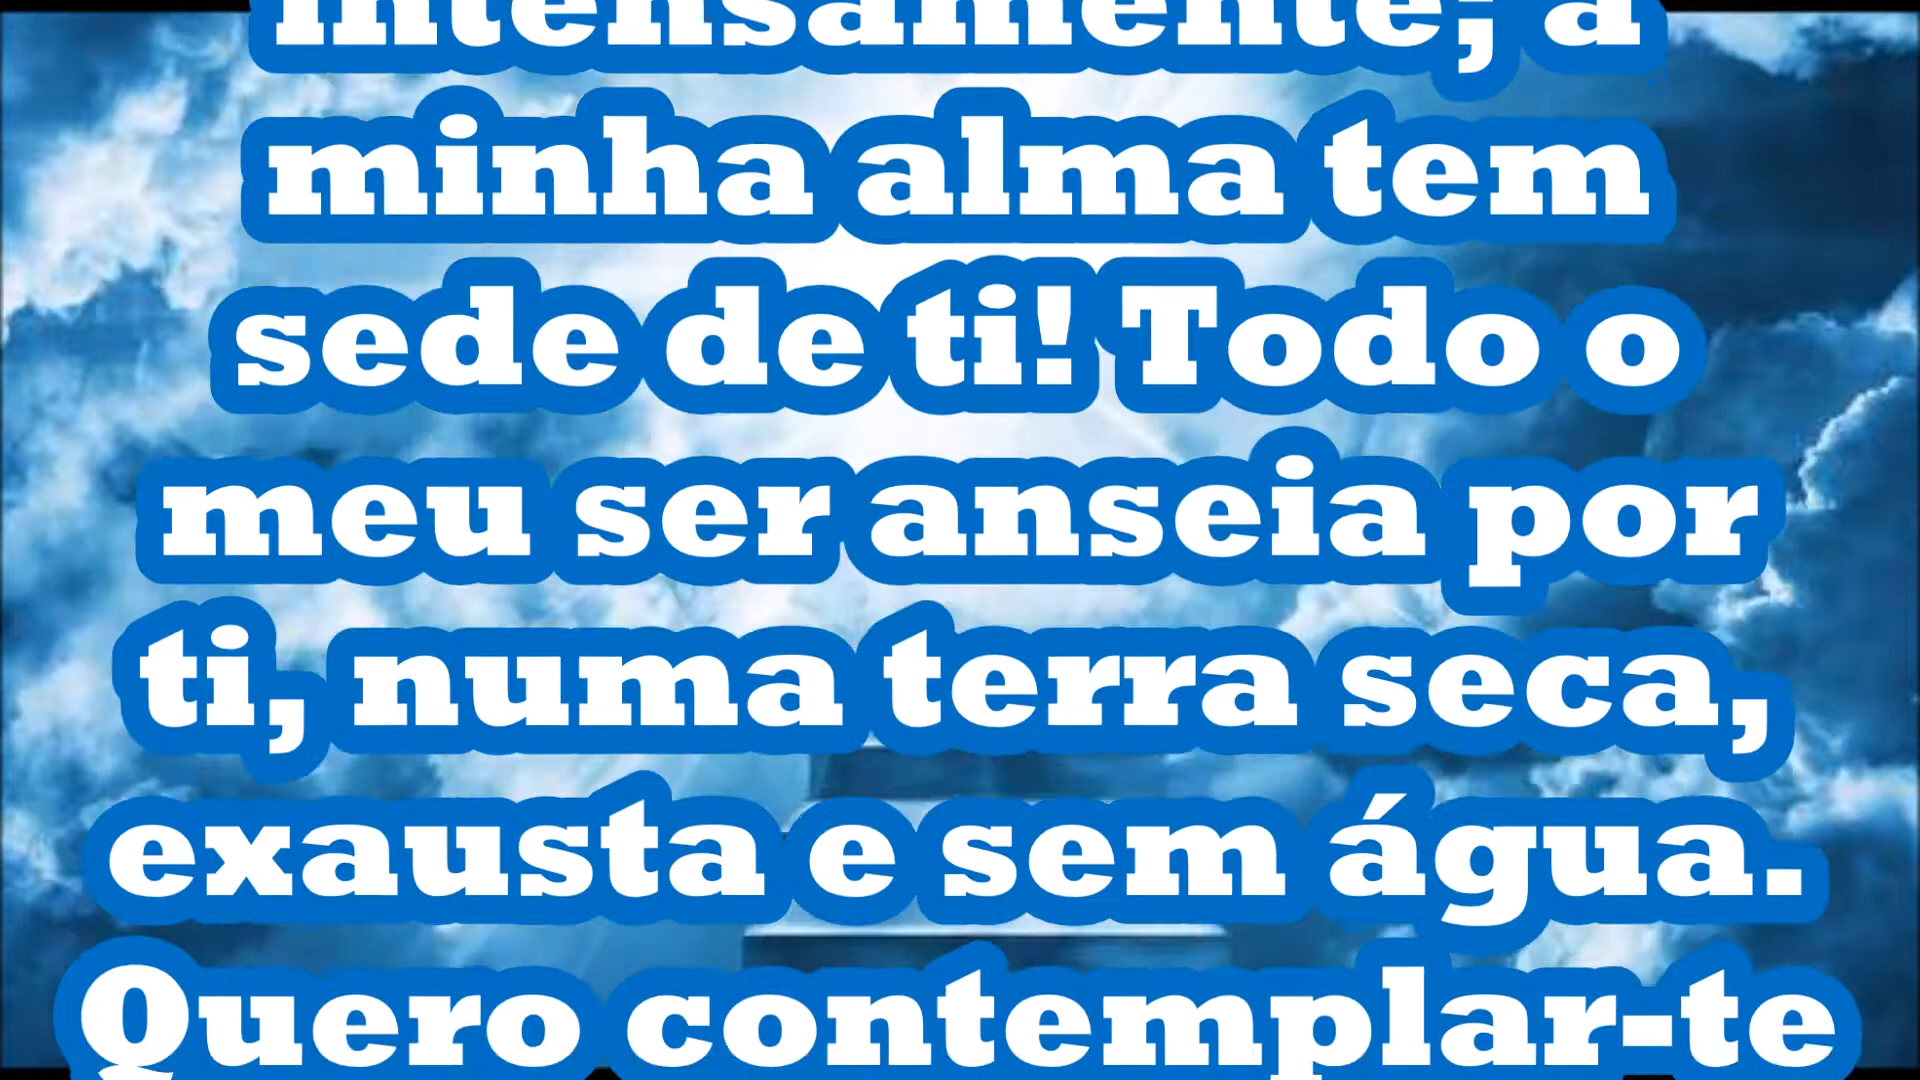 intensamente; a
minha alma tem
sede de ti! Todo o
meu ser anseia por
ti, numa terra seca,
exausta e sem água.
Quero contemplar-te